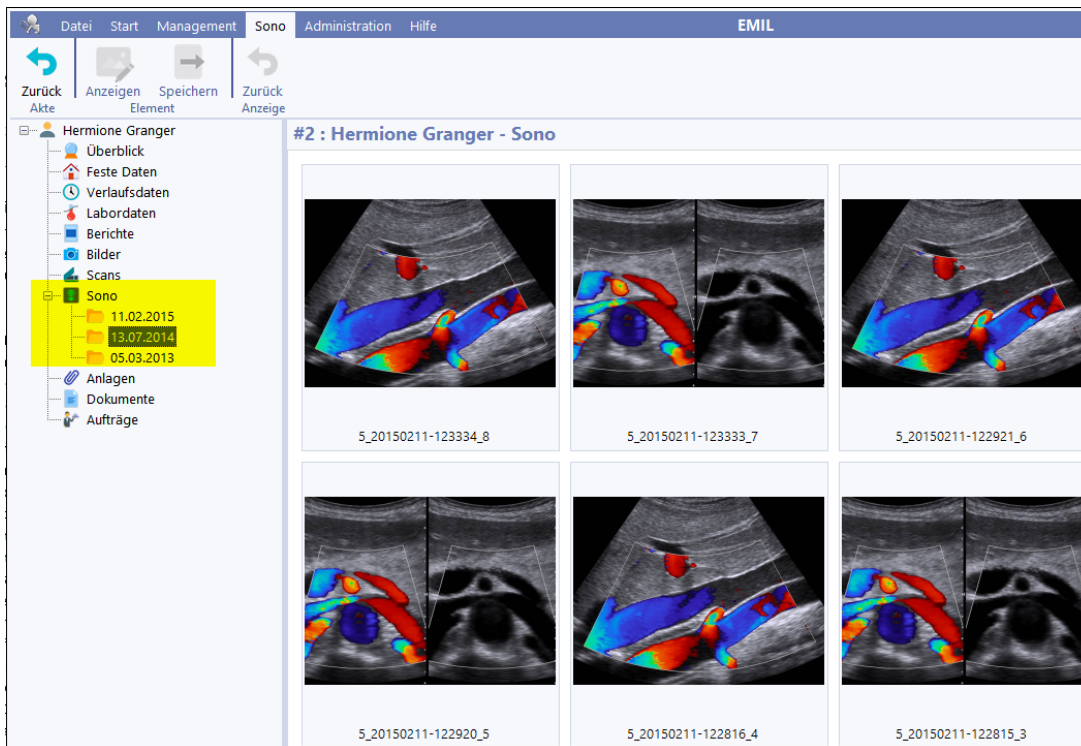 Datei Start Management Sono Administration Hilfe EMIL
Zurück Anzeigen Speichern Zurück
Akte Element Anzeige
Hermione Granger
Überblick
Feste Daten
Verlaufsdaten
Labordaten
Berichte
Bilder
Scans
Sono
11.02.2015
13.07.2014
05.03.2013
Anlagen
Dokumente
Aufträge
#2 : Hermione Granger - Sono
5_20150211-123334_8 5_20150211-123333_7 5_20150211-122921_6
5_20150211-122920_5 5_20150211-122816_4 5_20150211-122815_3